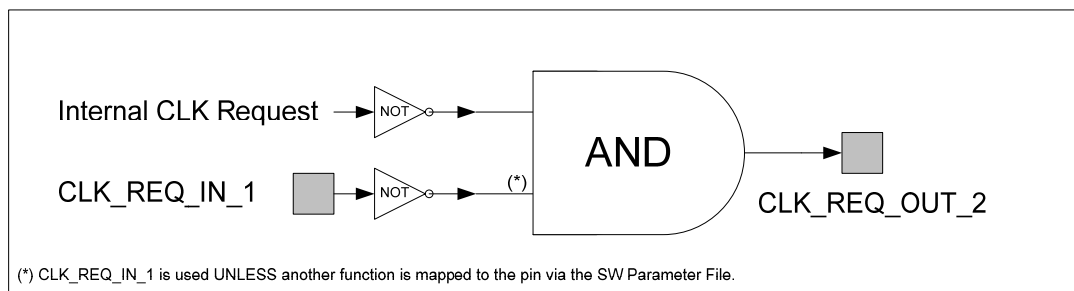 Internal CLK Request
NOT
AND
CLK_REQ_IN_1
NOT
(*)
CLK_REQ_OUT_2
(*) CLK_REQ_IN_1 is used UNLESS another function is mapped to the pin via the SW Parameter File.